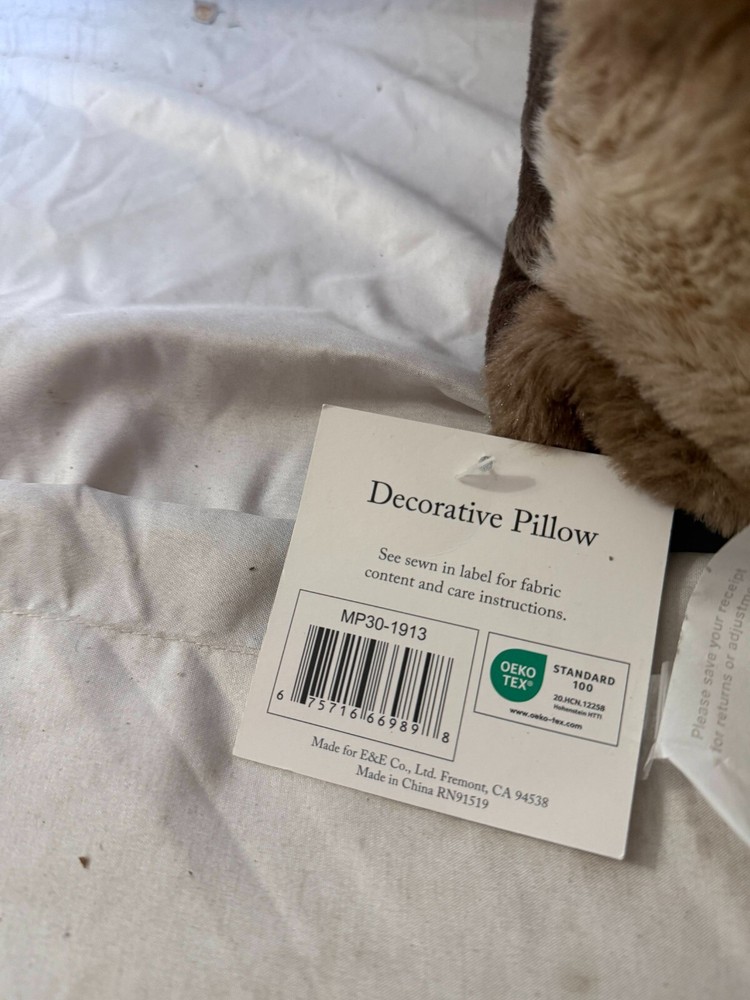 Decorative Pillow
See sewn in label for fabric
content and care instructions.
MP30-1913
6 75716 66989 8
OEKO
TEX®
STANDARD
100
20.HCN.12258
Hohenstein HTTI
www.oeko-tex.com
Made for E&E Co., Ltd. Fremont, CA 94538
Made in China RN91519
Please save your receipt
for returns or adjustm